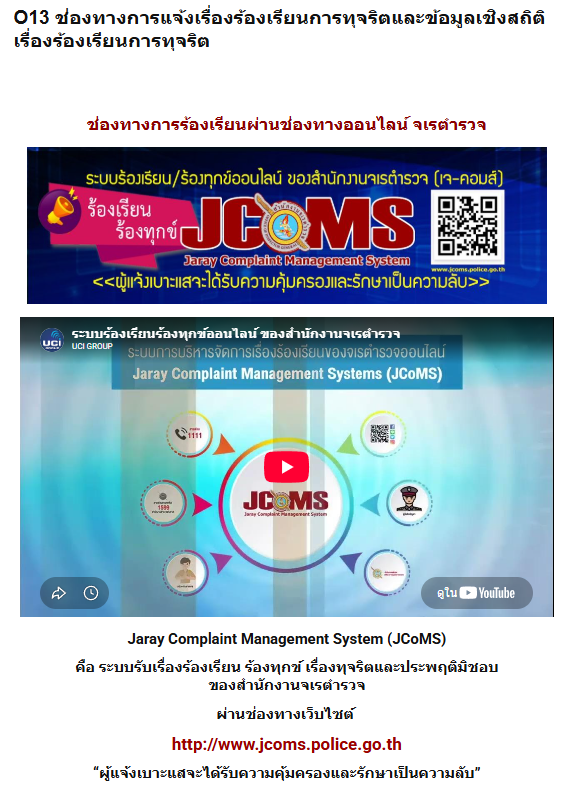 O13 ช่องทางการแจ้งเรื่องร้องเรียนการทุจริตและข้อมูลเชิงสถิติ
เรื่องร้องเรียนการทุจริต
ช่องทางการร้องเรียนผ่านช่องทางออนไลน์ จเรตำรวจ
ระบบร้องเรียน/ร้องทุกข์ออนไลน์ ของสำนักงานจเรตำรวจ (เจ-คอมส์)
ร้องเรียน
ร้องทุกข์
JCOMS
Jaray Complaint Management System
www.jcoms.police.go.th
<<ผู้แจ้งเบาะแสจะได้รับความคุ้มครองและรักษาเป็นความลับ>>
UCI
ระบบร้องเรียนร้องทุกข์ออนไลน์ ของสำนักงานจเรตำรวจ
UCI GROUP
ระบบการบริหารจัดการเรื่องร้องเรียนของจเรตำรวจออนไลน์
Jaray Complaint Management Systems (JCoMS)
1111
1599
JCOMS
Jaray Complaint Management System
ดูใน YouTube
Jaray Complaint Management System (JCoMS)
คือ ระบบรับเรื่องร้องเรียน ร้องทุกข์ เรื่องทุจริตและประพฤติมิชอบ
ของสำนักงานจเรตำรวจ
ผ่านช่องทางเว็บไซต์
http://www.jcoms.police.go.th
“ผู้แจ้งเบาะแสจะได้รับความคุ้มครองและรักษาเป็นความลับ”